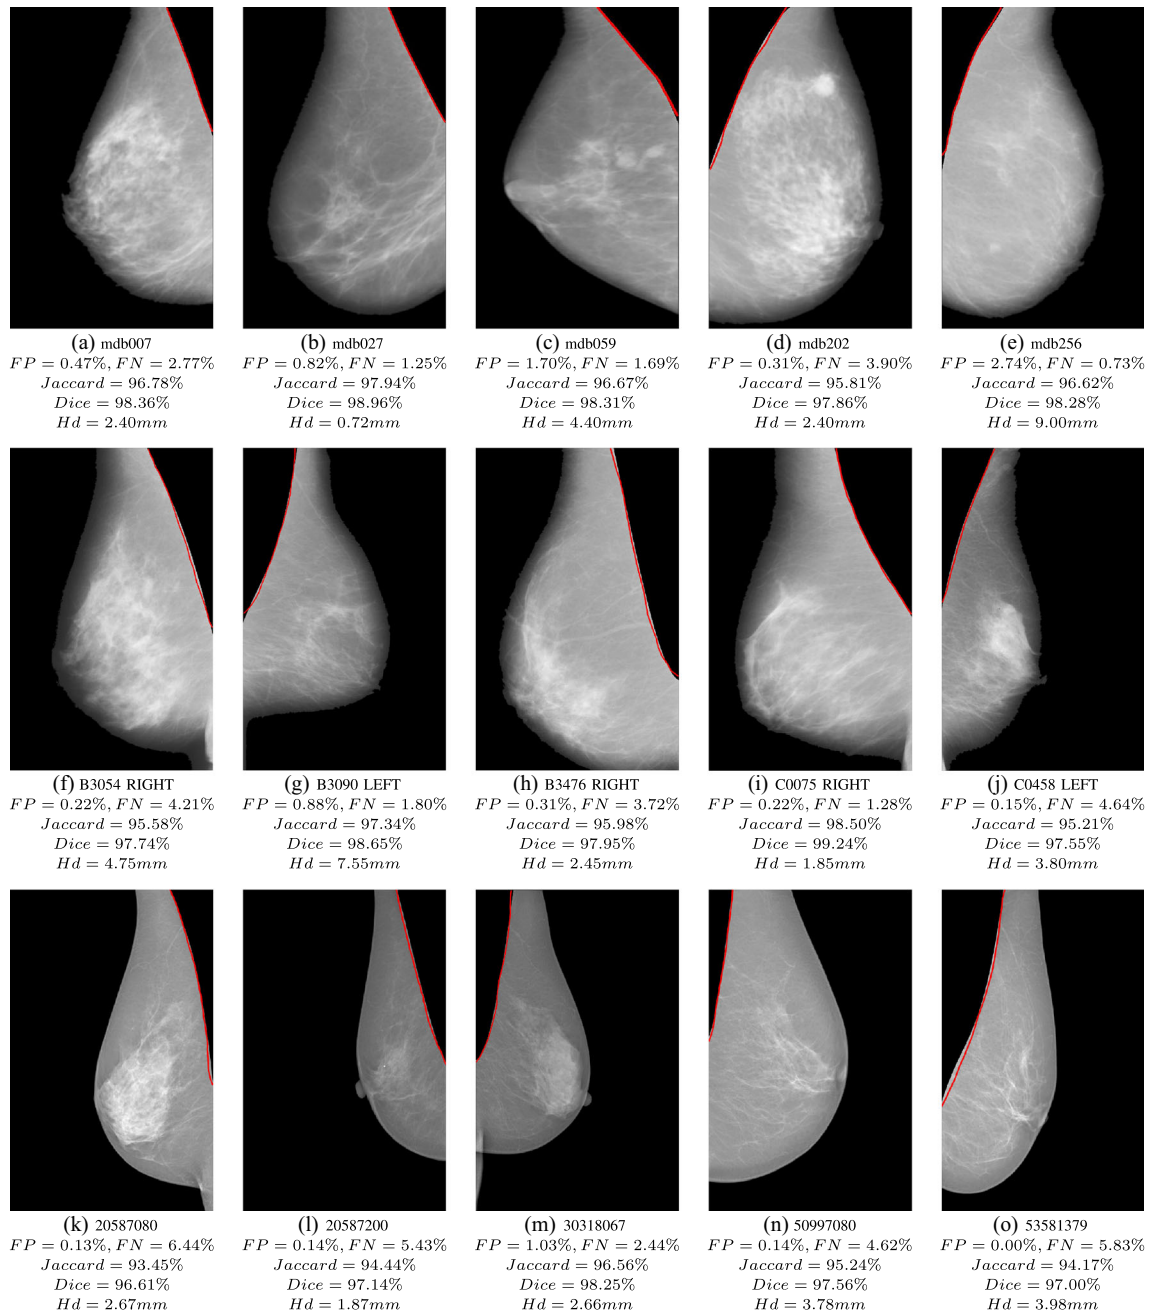 (a) mdb007
FP = 0.47%, FN = 2.77%
Jaccard = 96.78%
Dice = 98.36%
Hd = 2.40mm
(b) mdb027
FP = 0.82%, FN = 1.25%
Jaccard = 97.94%
Dice = 98.96%
Hd = 0.72mm
(c) mdb059
FP = 1.70%, FN = 1.69%
Jaccard = 96.67%
Dice = 98.31%
Hd = 4.40mm
(d) mdb202
FP = 0.31%, FN = 3.90%
Jaccard = 95.81%
Dice = 97.86%
Hd = 2.40mm
(e) mdb256
FP = 2.74%, FN = 0.73%
Jaccard = 96.62%
Dice = 98.28%
Hd = 9.00mm
(f) B3054 RIGHT
FP = 0.22%, FN = 4.21%
Jaccard = 95.58%
Dice = 97.74%
Hd = 4.75mm
(g) B3090 LEFT
FP = 0.88%, FN = 1.80%
Jaccard = 97.34%
Dice = 98.65%
Hd = 7.55mm
(h) B3476 RIGHT
FP = 0.31%, FN = 3.72%
Jaccard = 95.98%
Dice = 97.95%
Hd = 2.45mm
(i) C0075 RIGHT
FP = 0.22%, FN = 1.28%
Jaccard = 98.50%
Dice = 99.24%
Hd = 1.85mm
(j) C0458 LEFT
FP = 0.15%, FN = 4.64%
Jaccard = 95.21%
Dice = 97.55%
Hd = 3.80mm
(k) 20587080
FP = 0.13%, FN = 6.44%
Jaccard = 93.45%
Dice = 96.61%
Hd = 2.67mm
(l) 20587200
FP = 0.14%, FN = 5.43%
Jaccard = 94.44%
Dice = 97.14%
Hd = 1.87mm
(m) 30318067
FP = 1.03%, FN = 2.44%
Jaccard = 96.56%
Dice = 98.25%
Hd = 2.66mm
(n) 50997080
FP = 0.14%, FN = 4.62%
Jaccard = 95.24%
Dice = 97.56%
Hd = 3.78mm
(o) 53581379
FP = 0.00%, FN = 5.83%
Jaccard = 94.17%
Dice = 97.00%
Hd = 3.98mm